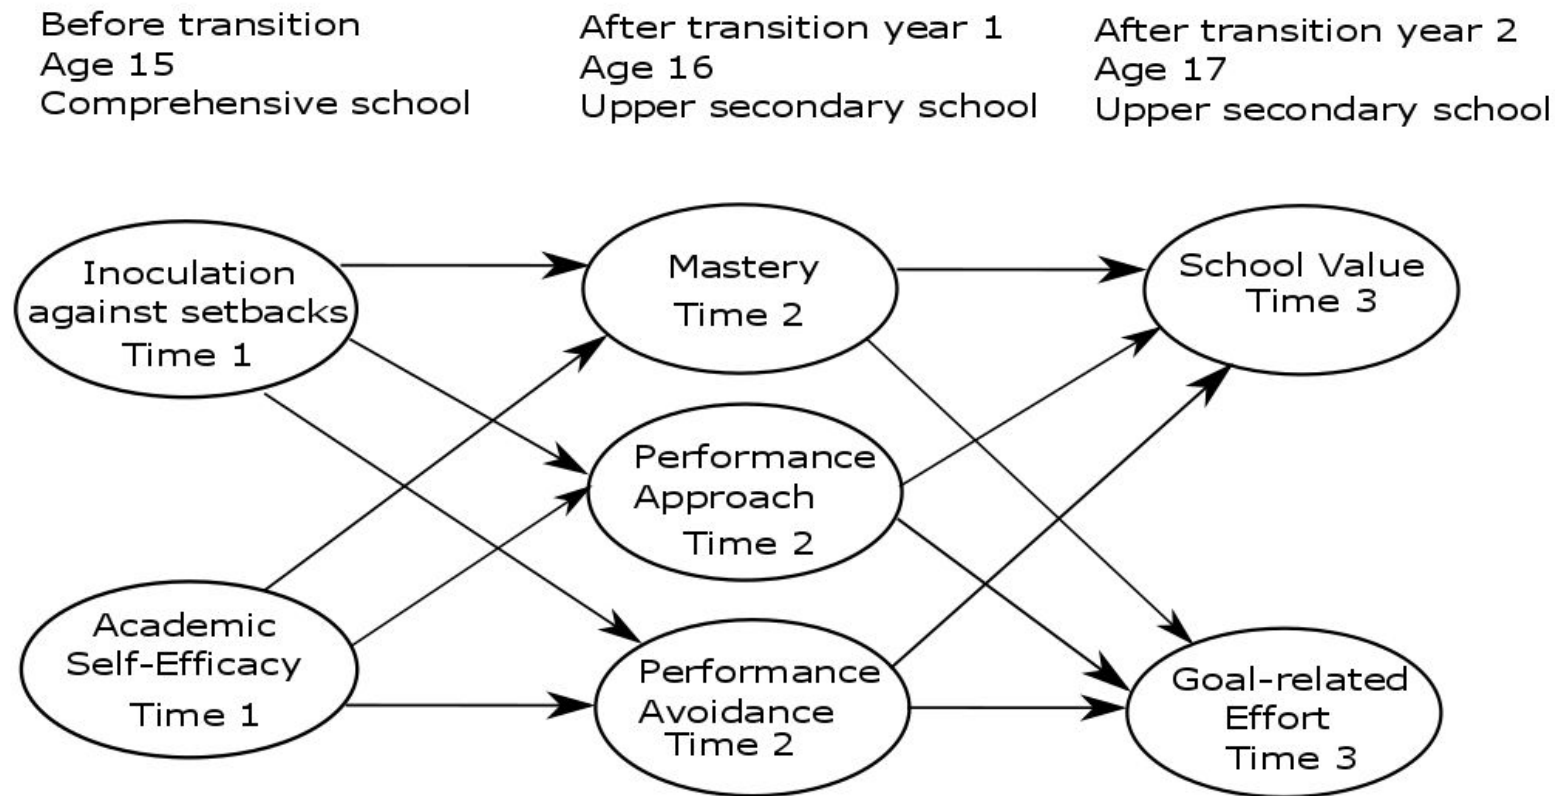 Before transition
Age 15
Comprehensive school
After transition year 1
Age 16
Upper secondary school
After transition year 2
Age 17
Upper secondary school
Inoculation
against setbacks
Time 1
Mastery
Time 2
School Value
Time 3
Performance
Approach
Time 2
Academic
Self-Efficacy
Time 1
Performance
Avoidance
Time 2
Goal-related
Effort
Time 3